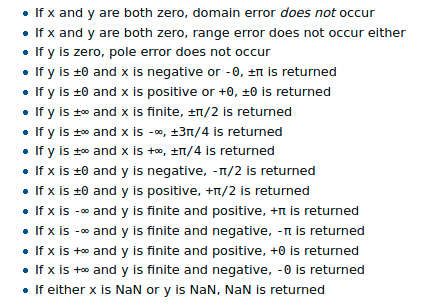 If x and y are both zero, domain error does not occur
If x and y are both zero, range error does not occur either
If y is zero, pole error does not occur
If y is ±0 and x is negative or -0, ±π is returned
If y is ±0 and x is positive or +0, ±0 is returned
If y is ±∞ and x is finite, ±π/2 is returned
If y is ±∞ and x is -∞, ±3π/4 is returned
If y is ±∞ and x is +∞, ±π/4 is returned
If x is ±0 and y is negative, -π/2 is returned
If x is ±0 and y is positive, +π/2 is returned
If x is -∞ and y is finite and positive, +π is returned
If x is -∞ and y is finite and negative, -π is returned
If x is +∞ and y is finite and positive, +0 is returned
If x is +∞ and y is finite and negative, -0 is returned
If either x is NaN or y is NaN, NaN is returned